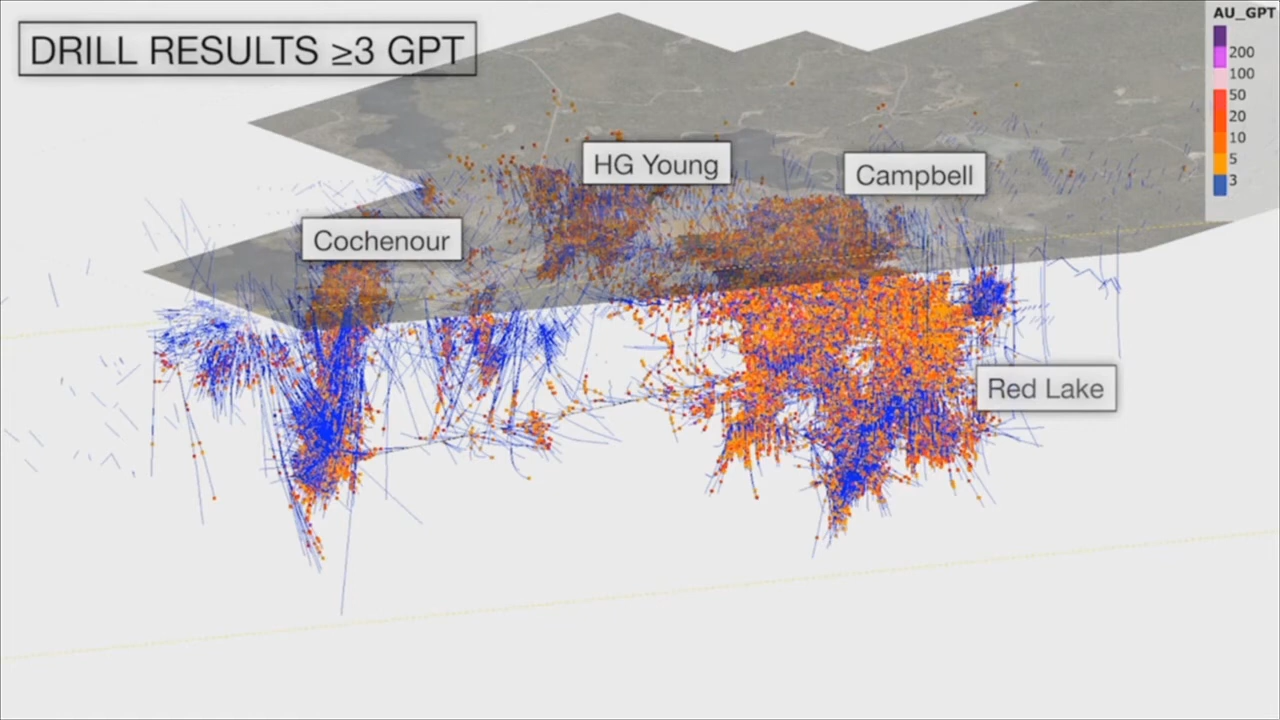 DRILL RESULTS ≥3 GPT
AU_GPT
200
100
50
20
10
5
3
HG Young
Campbell
Cochenour
Red Lake